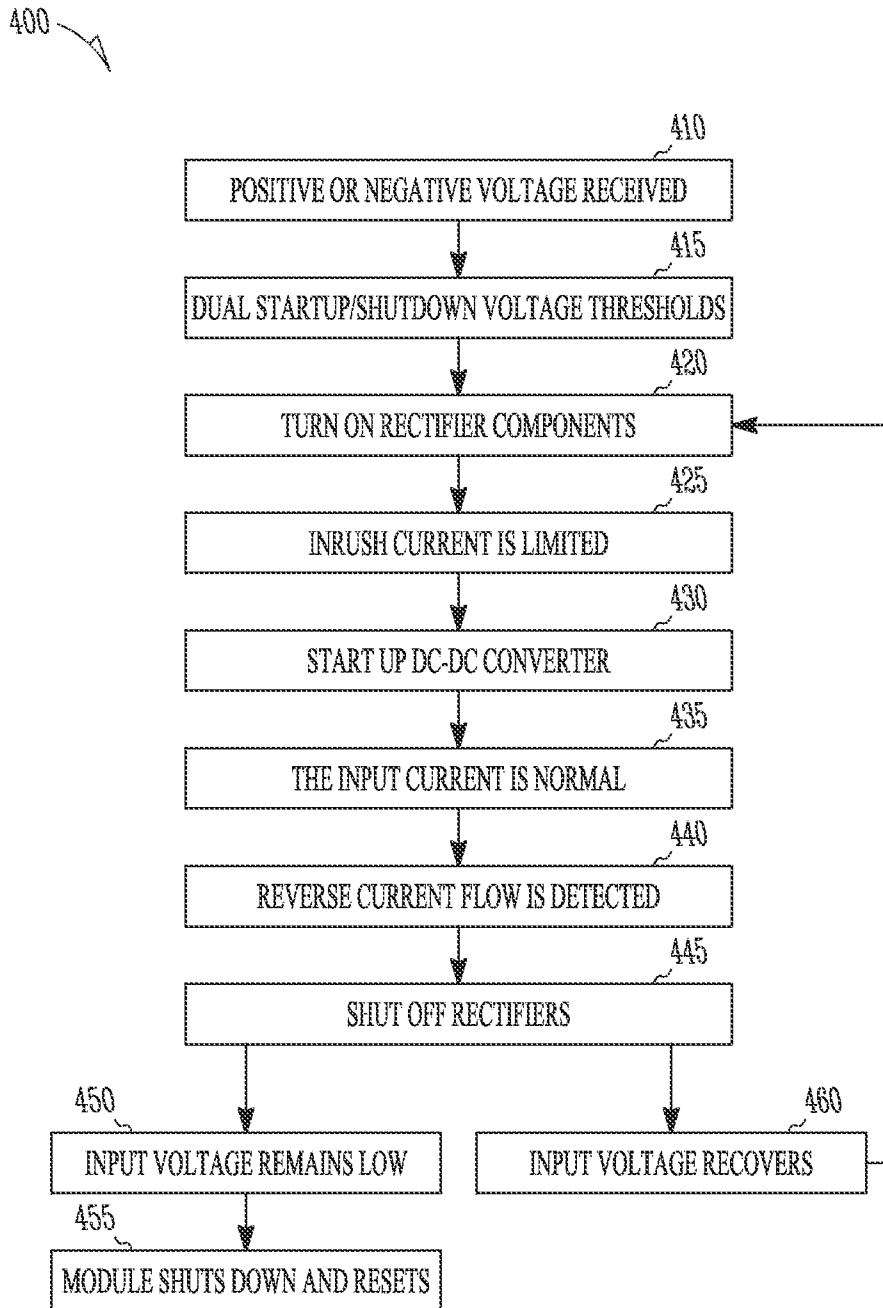 400
410
POSITIVE OR NEGATIVE VOLTAGE RECEIVED
415
DUAL STARTUP/SHUTDOWN VOLTAGE THRESHOLDS
420
TURN ON RECTIFIER COMPONENTS
425
INRUSH CURRENT IS LIMITED
430
START UP DC-DC CONVERTER
435
THE INPUT CURRENT IS NORMAL
440
REVERSE CURRENT FLOW IS DETECTED
445
SHUT OFF RECTIFIERS
450
INPUT VOLTAGE REMAINS LOW
460
INPUT VOLTAGE RECOVERS
455
MODULE SHUTS DOWN AND RESETS